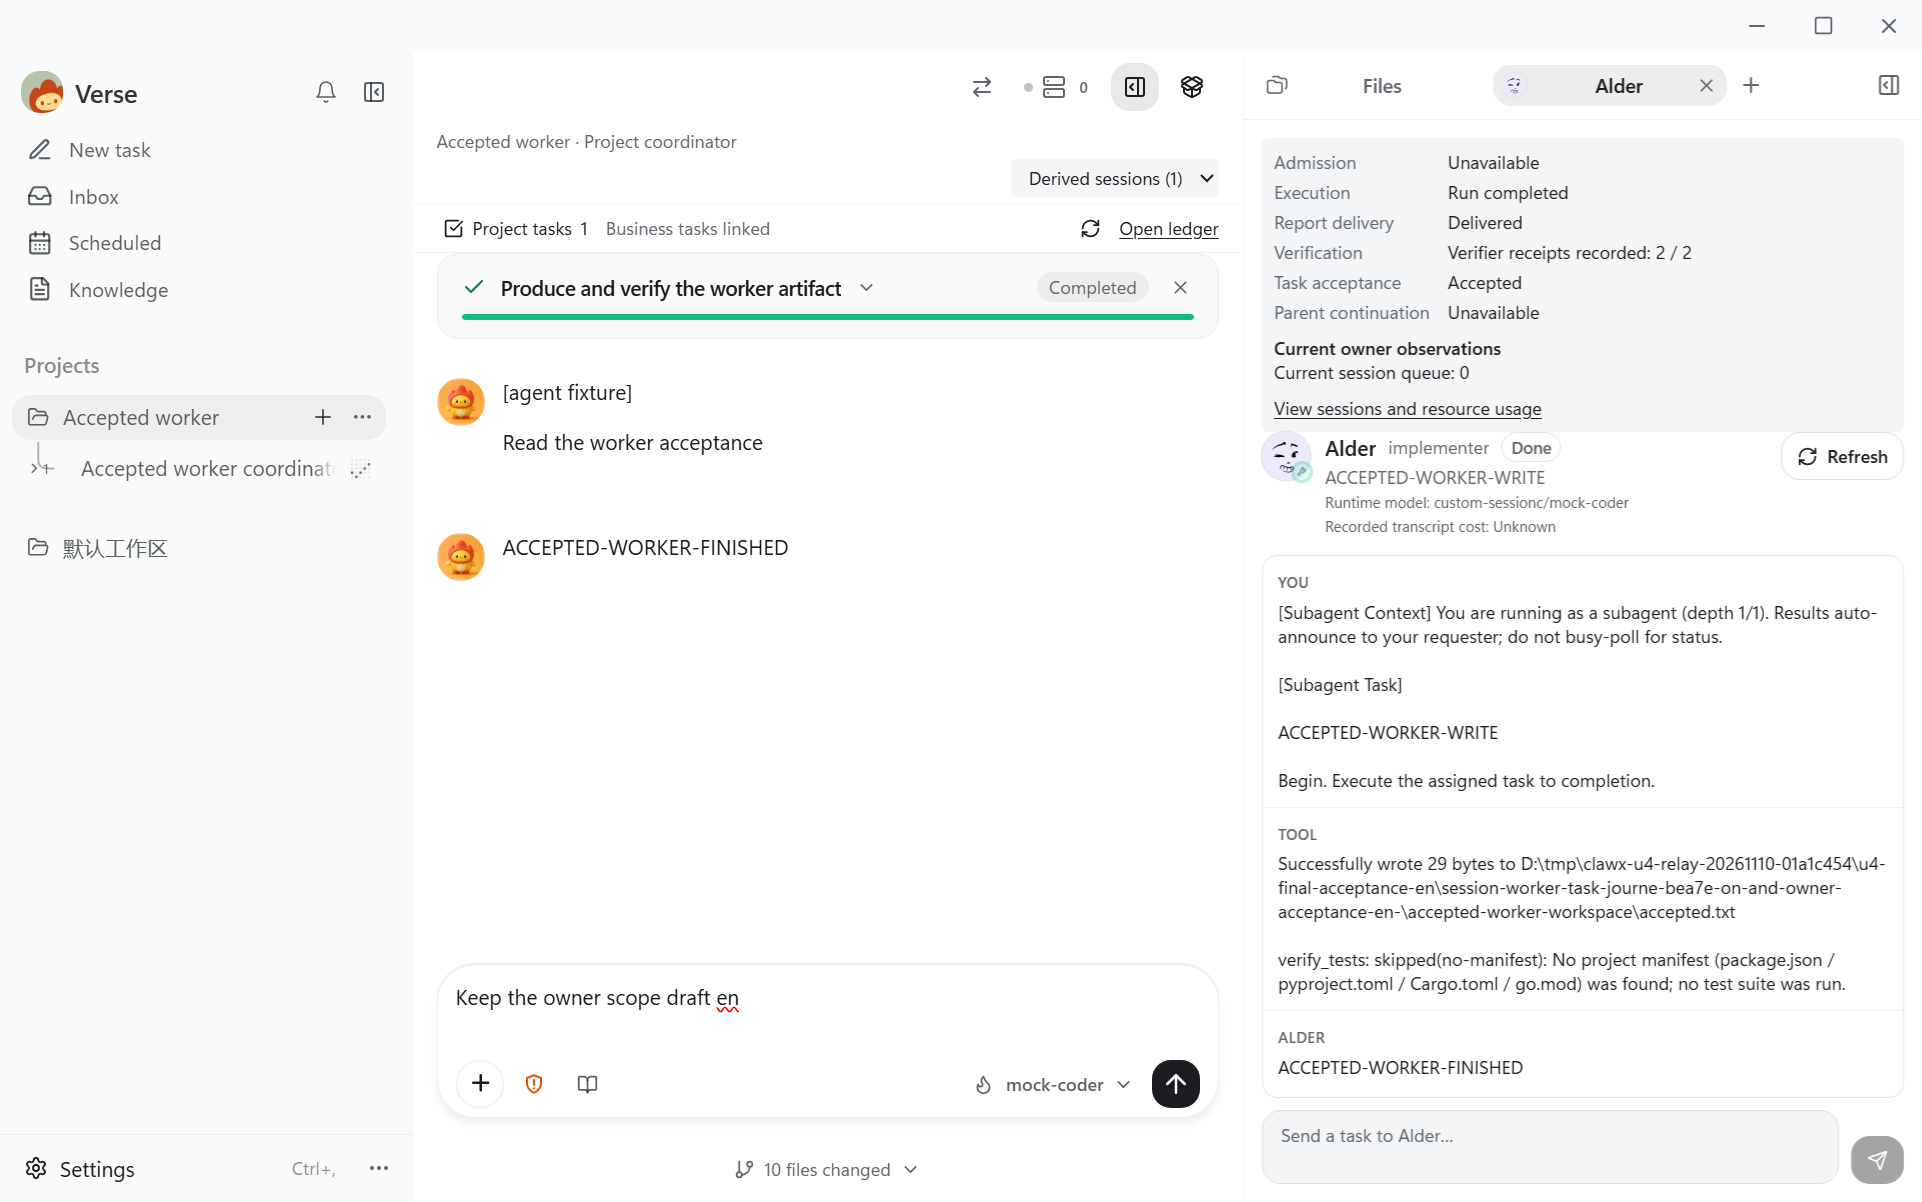 Verse
New task
Inbox
Scheduled
Knowledge
Projects
Accepted worker
Accepted worker coordinat
默认工作区
Settings
Ctrl+,
0
Accepted worker · Project coordinator
Derived sessions (1)
Project tasks 1 Business tasks linked
Open ledger
Produce and verify the worker artifact
Completed
[agent fixture]
Read the worker acceptance
ACCEPTED-WORKER-FINISHED
Keep the owner scope draft en
mock-coder
10 files changed
Files
Alder
Admission Unavailable
Execution Run completed
Report delivery Delivered
Verification Verifier receipts recorded: 2 / 2
Task acceptance Accepted
Parent continuation Unavailable
Current owner observations
Current session queue: 0
View sessions and resource usage
Alder implementer Done
Refresh
ACCEPTED-WORKER-WRITE
Runtime model: custom-sessionc/mock-coder
Recorded transcript cost: Unknown
YOU
[Subagent Context] You are running as a subagent (depth 1/1). Results auto-
announce to your requester; do not busy-poll for status.
[Subagent Task]
ACCEPTED-WORKER-WRITE
Begin. Execute the assigned task to completion.
TOOL
Successfully wrote 29 bytes to D:\tmp\clawx-u4-relay-20261110-01a1c454\u4-
final-acceptance-en\session-worker-task-journe-bea7e-on-and-owner-
acceptance-en-\accepted-worker-workspace\accepted.txt
verify_tests: skipped(no-manifest): No project manifest (package.json /
pyproject.toml / Cargo.toml / go.mod) was found; no test suite was run.
ALDER
ACCEPTED-WORKER-FINISHED
Send a task to Alder...